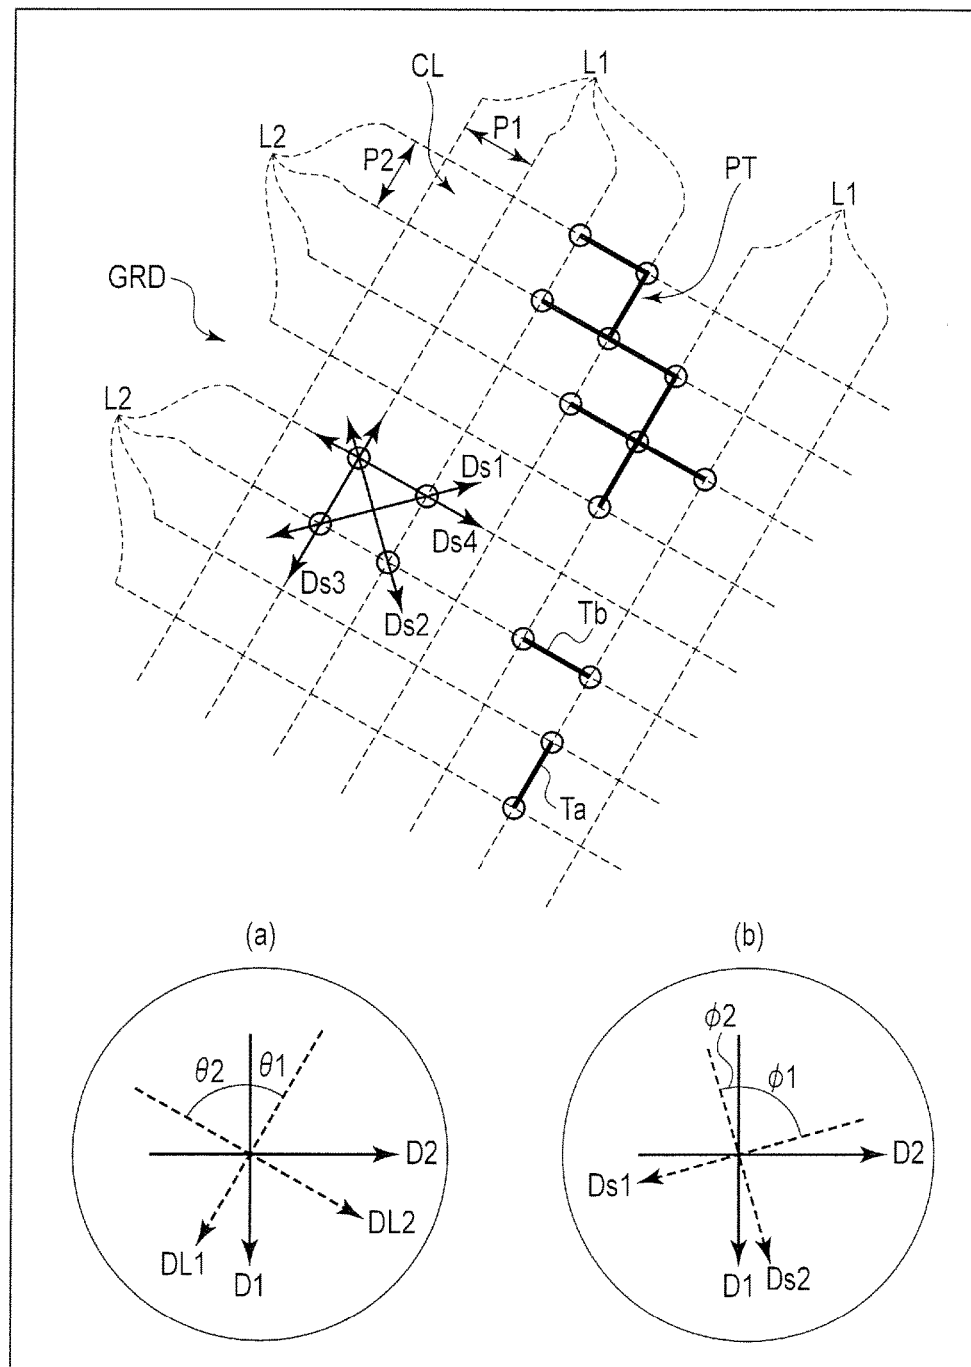 CL
L1
P1
L2
P2
PT
L1
GRD
L2
Ds1
Ds4
Ds3
Ds2
Tb
Ta
(a)
(b)
θ2
θ1
D2
DL2
DL1
D1
ϕ2
ϕ1
D2
Ds1
D1
Ds2